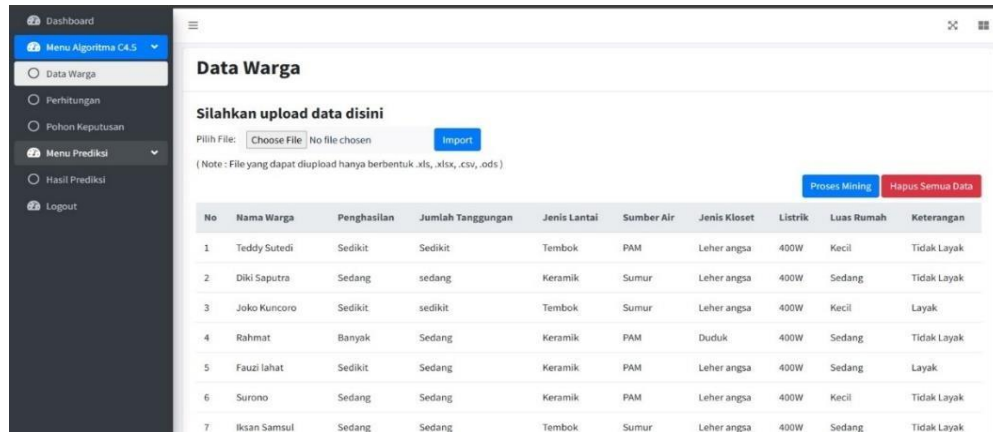 Dashboard
Menu Algoritma C4.5
Data Warga
Perhitungan
Pohon Keputusan
Menu Prediksi
Hasil Prediksi
Logout
Data Warga
Silahkan upload data disini
Pilih File: Choose File No file chosen Import
( Note : File yang dapat diupload hanya berbentuk .xls, .xlsx, .csv, .ods )
Proses Mining Hapus Semua Data
No Nama Warga Penghasilan Jumlah Tanggungan Jenis Lantai Sumber Air Jenis Kloset Listrik Luas Rumah Keterangan
1 Teddy Sutedi Sedikit Sedikit Tembok PAM Leher angsa 400W Kecil Tidak Layak
2 Diki Saputra Sedang sedang Keramik Sumur Leher angsa 400W Sedang Tidak Layak
3 Joko Kuncoro Sedikit sedikit Tembok Sumur Leher angsa 400W Kecil Layak
4 Rahmat Banyak Sedang Keramik PAM Duduk 400W Sedang Tidak Layak
5 Fauzi lahat Sedikit Sedang Keramik PAM Leher angsa 400W Sedang Layak
6 Surono Sedang Sedang Keramik PAM Leher angsa 400W Kecil Tidak Layak
7 Iksan Samsul Sedang Sedang Tembok Sumur Leher angsa 400W Sedang Tidak Layak